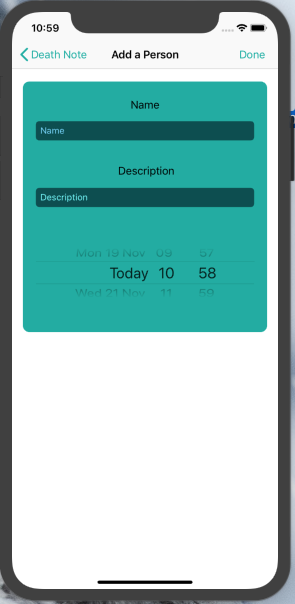 10:59
Death Note Add a Person Done
Name
Name
Description
Description
Mon 19 Nov 09 57
Today 10 58
Wed 21 Nov 11 59